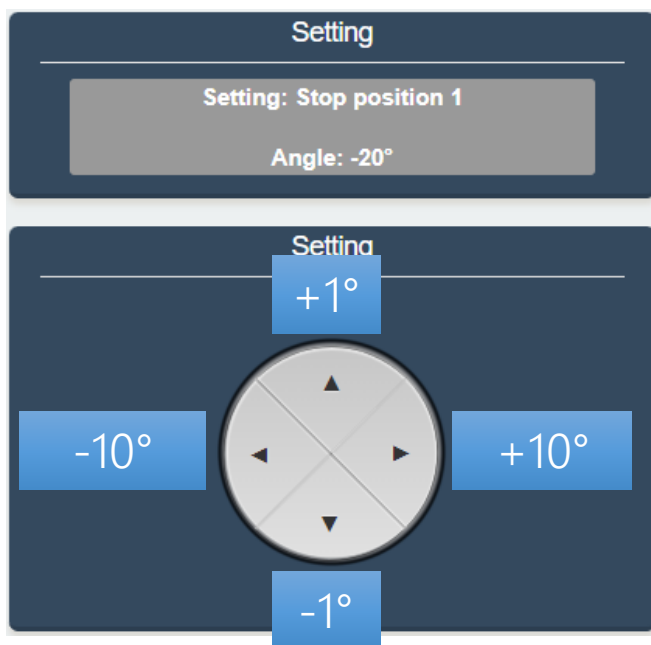 Setting
Setting: Stop position 1
Angle: -20°
Setting
+1°
-10°
+10°
-1°